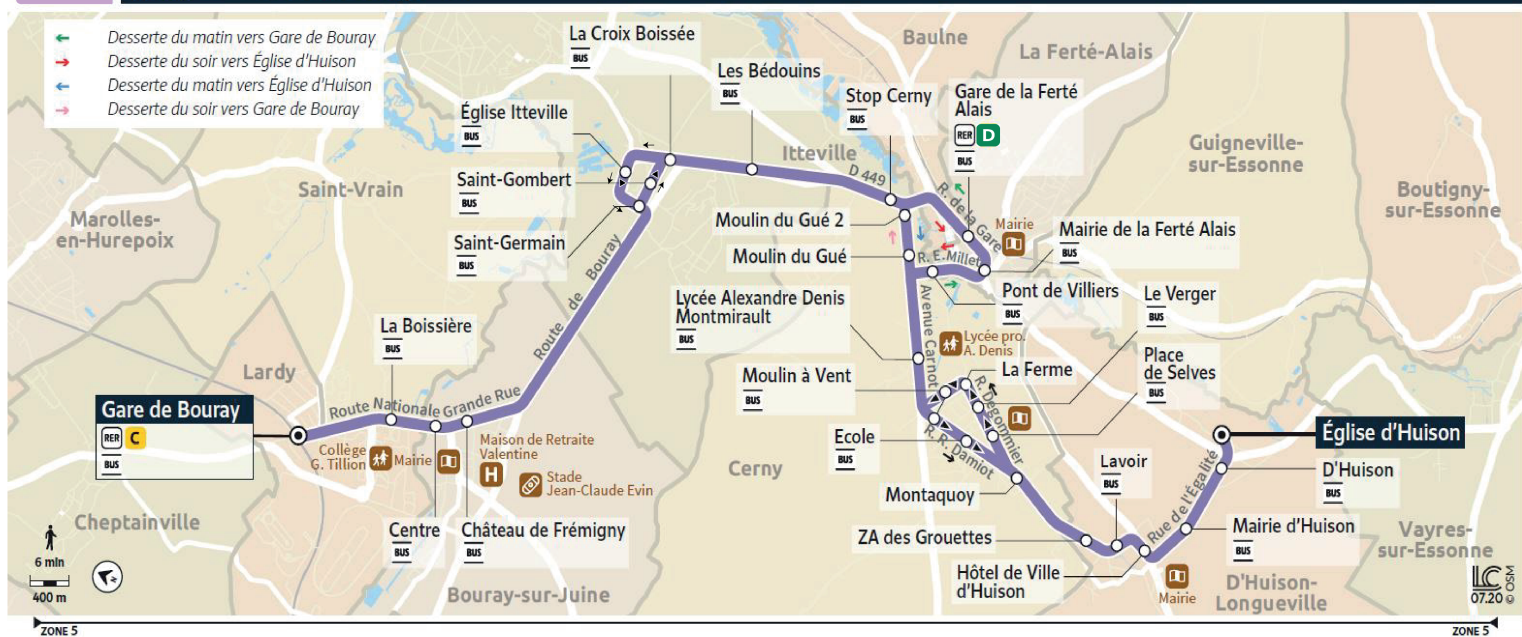 Desserte du matin vers Gare de Bouray
Desserte du soir vers Église d'Huison
Desserte du matin vers Église d'Huison
Desserte du soir vers Gare de Bouray
La Croix Boissée
BUS
Les Bédouins
BUS
Baulne
La Ferté-Alais
Stop Cerny
BUS
Gare de la Ferté
Alais
RER D
BUS
Église Itteville
BUS
Itteville
D 449
Guigneville-
sur-Essonne
Saint-Vrain
Saint-Gombert
BUS
Boutigny-
sur-Essonne
Marolles-
en-Hurepoix
Saint-Germain
BUS
Moulin du Gué 2
R. de la Gare
Mairie
Mairie de la Ferté Alais
BUS
Moulin du Gué
R. E. Millet
Route de Bouray
Lycée Alexandre Denis
Montmirault
BUS
Avenue Carnot
Pont de Villiers
BUS
Le Verger
BUS
La Boissière
BUS
Lycée pro.
A. Denis
Place
de Selves
BUS
Lardy
Moulin à Vent
BUS
La Ferme
Gare de Bouray
RER C
BUS
Route Nationale
Grande Rue
R. Degommier
Église d'Huison
Collège
G. Tillion
Mairie
Maison de Retraite
Valentine
H
Stade
Jean-Claude Evin
Cerny
Ecole
BUS
R. R. Damiot
Lavoir
BUS
Rue de l'Égalité
D'Huison
BUS
Montaquoy
Cheptainville
Centre
BUS
Château de Frémigny
BUS
ZA des Grouettes
Mairie d'Huison
BUS
Vayres-
sur-Essonne
6 min
400 m
Bouray-sur-Juine
Hôtel de Ville
d'Huison
Mairie
D'Huison-
Longueville
LC
07.20 © OSM
ZONE 5
ZONE 5